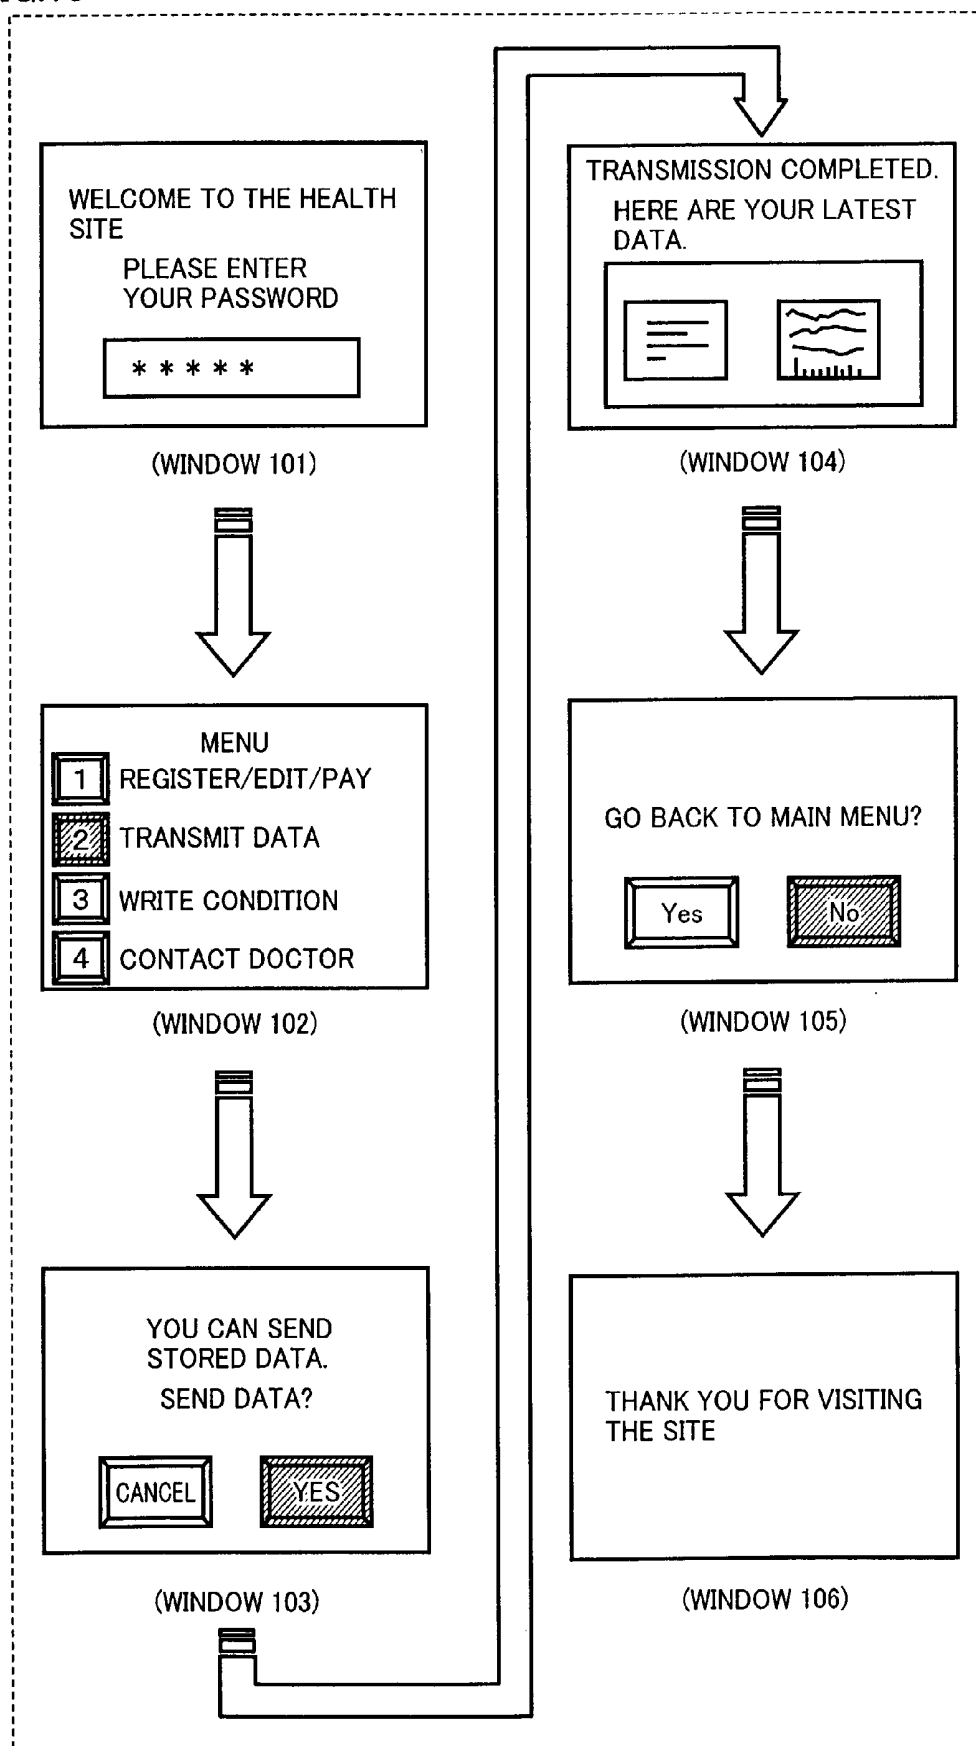 WELCOME TO THE HEALTH
SITE
PLEASE ENTER
YOUR PASSWORD
* * * * *
(WINDOW 101)
MENU
1 REGISTER/EDIT/PAY
2 TRANSMIT DATA
3 WRITE CONDITION
4 CONTACT DOCTOR
(WINDOW 102)
YOU CAN SEND
STORED DATA.
SEND DATA?
CANCEL YES
(WINDOW 103)
TRANSMISSION COMPLETED.
HERE ARE YOUR LATEST
DATA.
(WINDOW 104)
GO BACK TO MAIN MENU?
Yes No
(WINDOW 105)
THANK YOU FOR VISITING
THE SITE
(WINDOW 106)